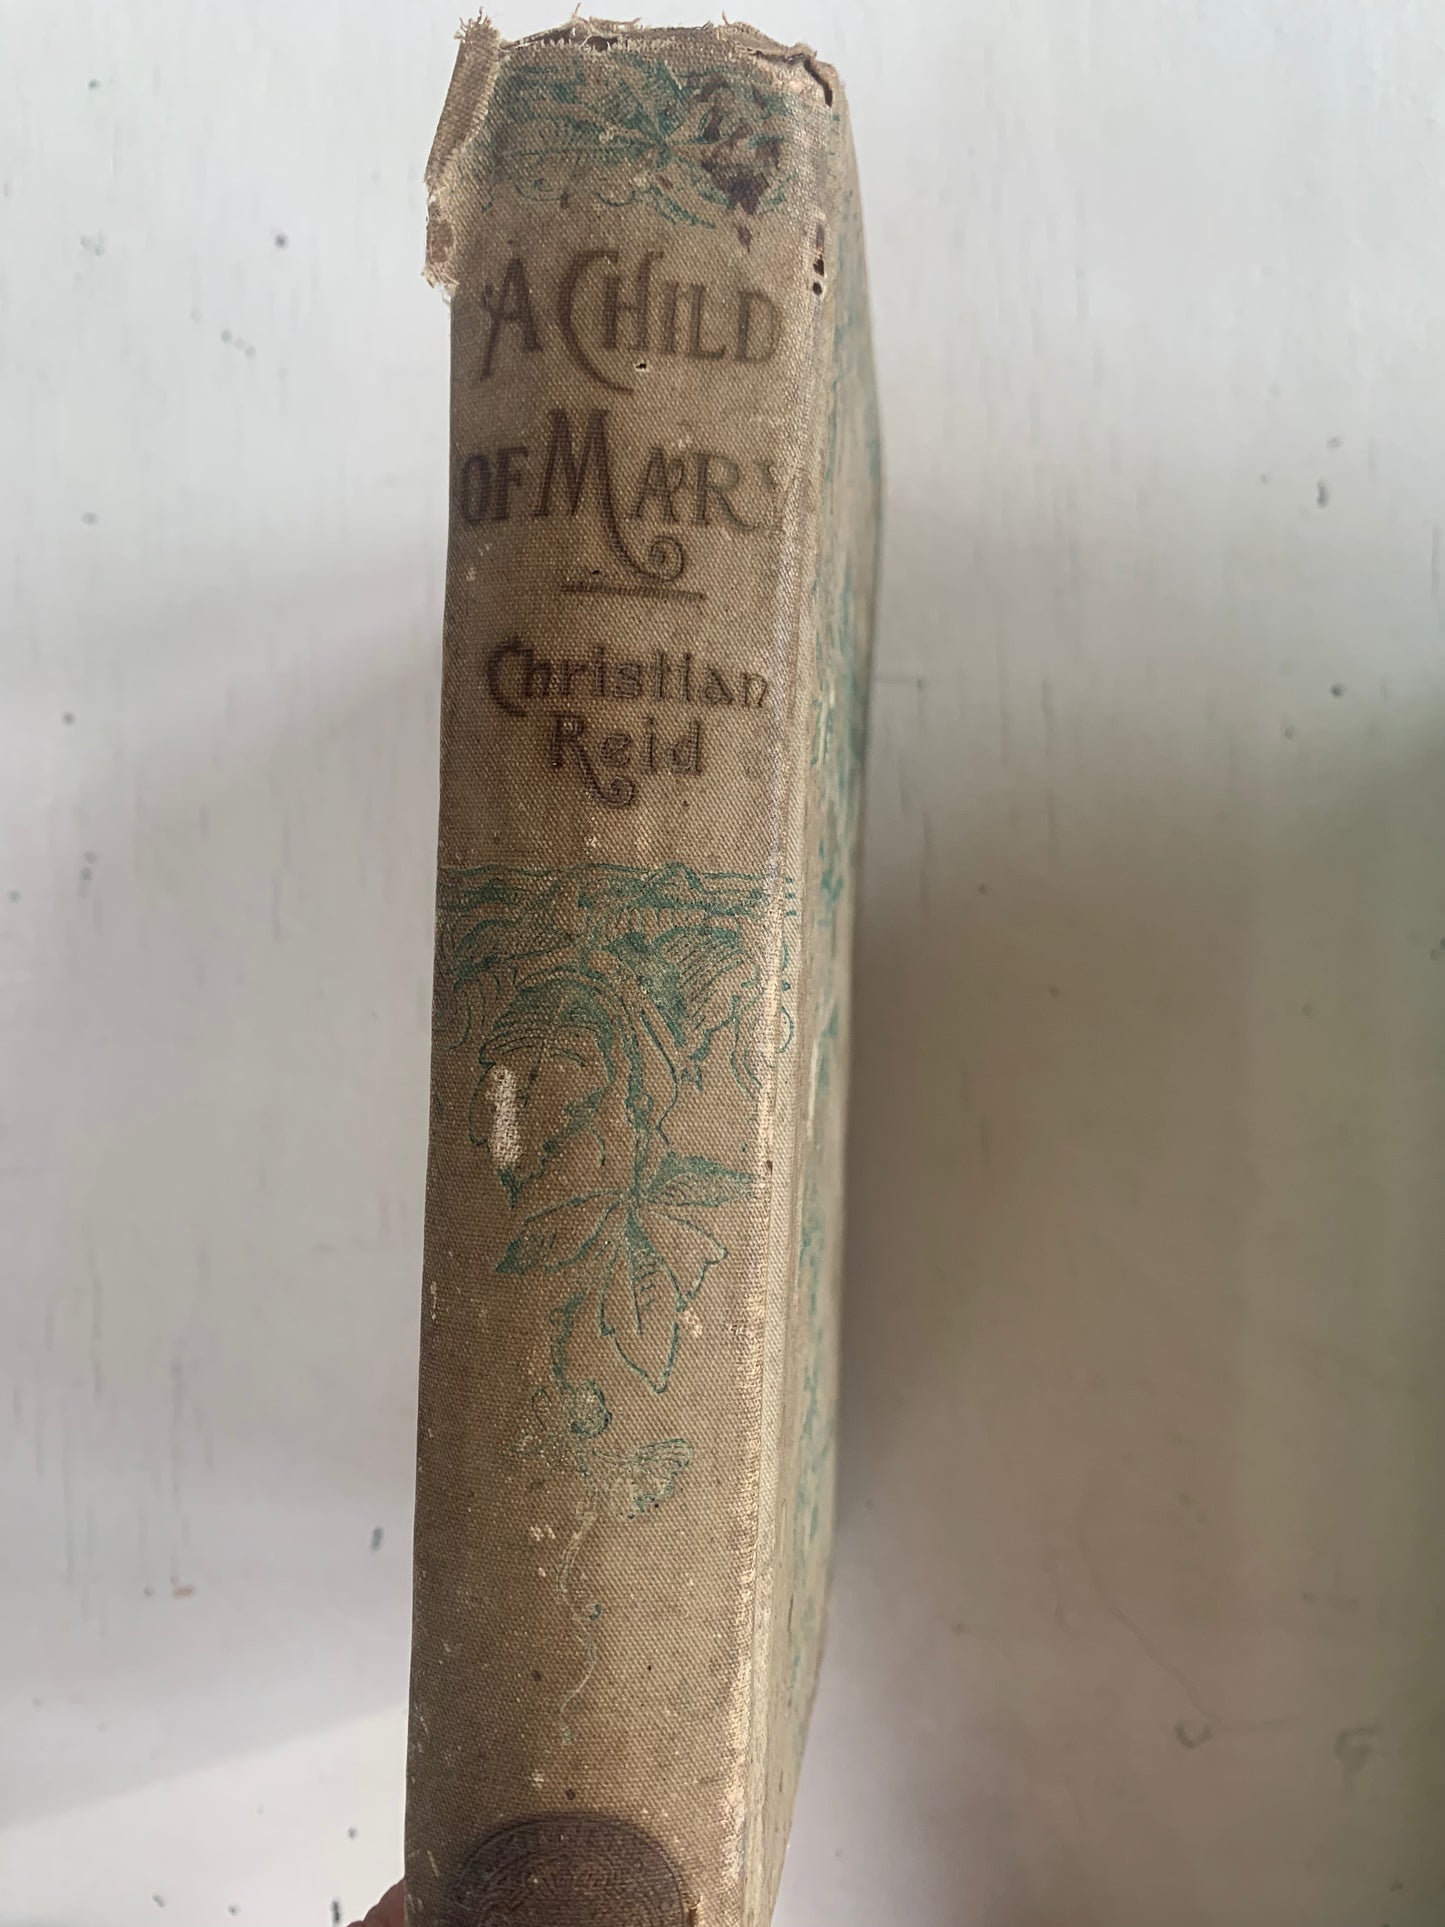 A CHILD
OF MARY
Christian
Reid